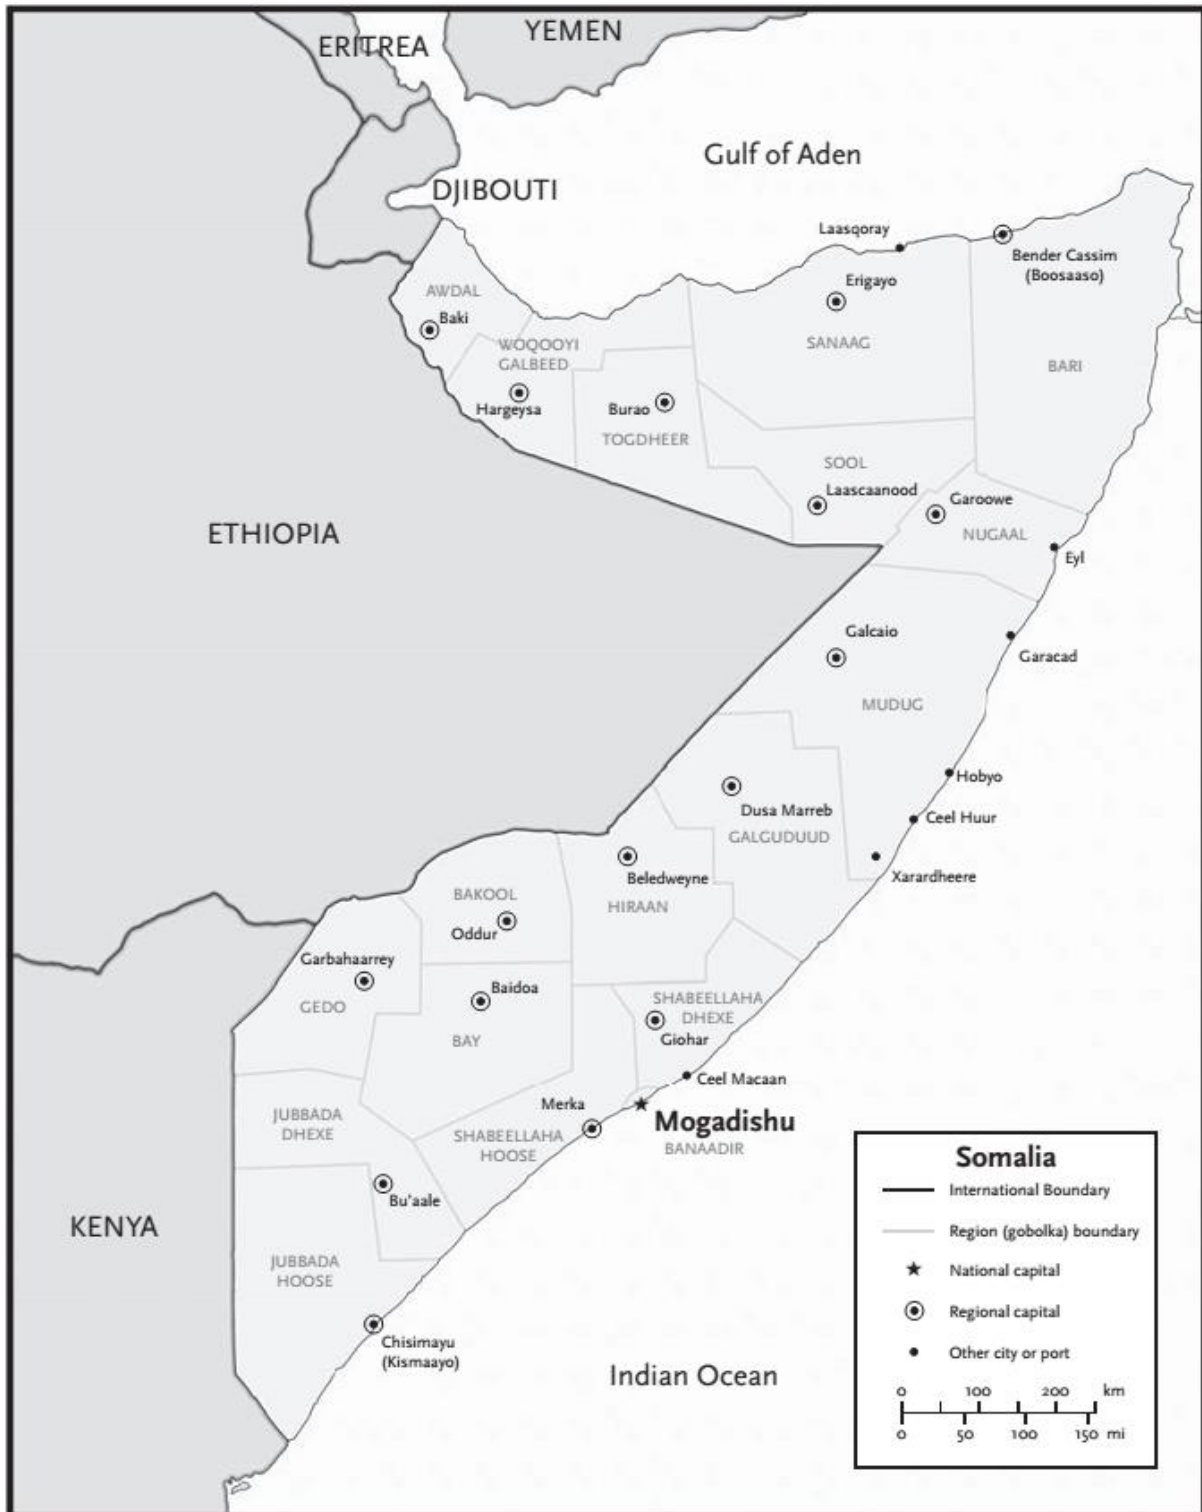 ERITREA
YEMEN
Gulf of Aden
DJIBOUTI
Laasqoray
Bender Cassim
(Boosaaso)
Erigayo
AWDAL
Baki
WOQOOYI
GALBEED
SANAAG
BARI
Hargeysa
Burao
TOGDHEER
SOOL
Laascaanood
Garoowe
NUGAAL
ETHIOPIA
Eyl
Galcaio
Garacad
MUDUG
Hobyo
Dusa Marreb
GALGUDUUD
Ceel Huur
Xarardheere
Beledweyne
HIRAAN
BAKOOL
Oddur
Garbahaarrey
GEDO
Baidoa
BAY
SHABEELLAHA
DHEXE
Giohar
Ceel Macaan
Merka
Mogadishu
BANAADIR
JUBBADA
DHEXE
SHABEELLAHA
HOOSE
Bu'aale
KENYA
JUBBADA
HOOSE
Chisimayu
(Kismaayo)
Indian Ocean
Somalia
International Boundary
Region (gobolka) boundary
National capital
Regional capital
Other city or port
0 100 200 km
0 50 100 150 mi